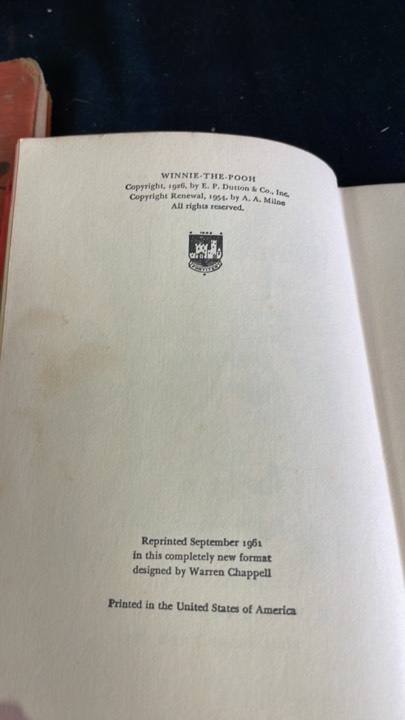 WINNIE-THE-POOH
Copyright, 1926, by E. P. Dutton & Co., Inc.
Copyright Renewal, 1954, by A. A. Milne
All rights reserved.
Reprinted September 1961
in this completely new format
designed by Warren Chappell
Printed in the United States of America